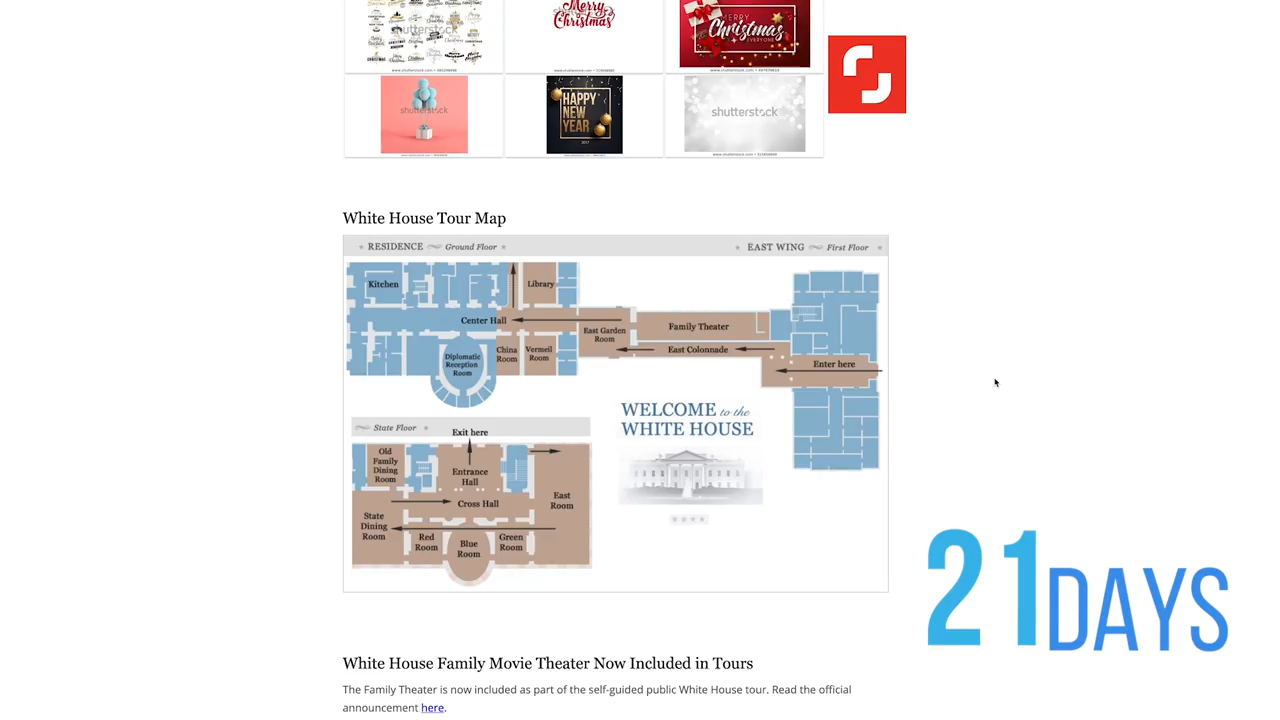 shutterstock
Merry
Christmas
MERRY
Christmas
EVERYONE
shutterstock
HAPPY
NEW
YEAR
2017
shutterstock
White House Tour Map
RESIDENCE Ground Floor
EAST WING First Floor
Kitchen
Library
Center Hall
East Garden
Room
Family Theater
China
Room
Vermeil
Room
East Colonnade
Diplomatic
Reception
Room
Enter here
WELCOME to the
WHITE HOUSE
State Floor
Exit here
Old
Family
Dining
Room
Entrance
Hall
Cross Hall
East
Room
State
Dining
Room
Red
Room
Blue
Room
Green
Room
21DAYS
White House Family Movie Theater Now Included in Tours
The Family Theater is now included as part of the self-guided public White House tour. Read the official
announcement here.